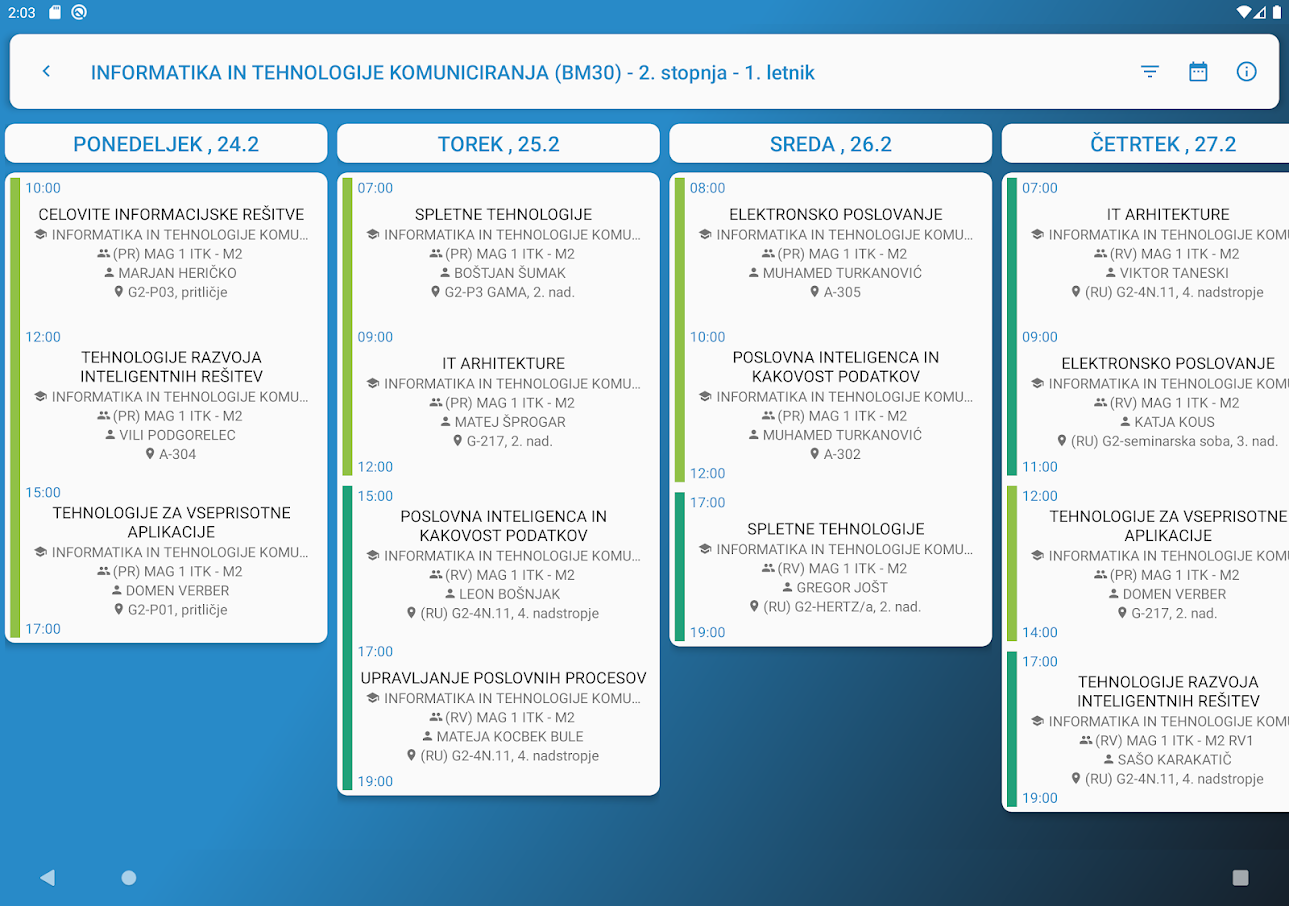 2:03
INFORMATIKA IN TEHNOLOGIJE KOMUNICIRANJA (BM30) - 2. stopnja - 1. letnik
PONEDELJEK , 24.2
10:00
CELOVITE INFORMACIJSKE REŠITVE
INFORMATIKA IN TEHNOLOGIJE KOMU...
(PR) MAG 1 ITK - M2
MARJAN HERIČKO
G2-P03, pritličje
12:00
TEHNOLOGIJE RAZVOJA
INTELIGENTNIH REŠITEV
INFORMATIKA IN TEHNOLOGIJE KOMU...
(PR) MAG 1 ITK - M2
VILI PODGORELEC
A-304
15:00
TEHNOLOGIJE ZA VSEPRISOTNE
APLIKACIJE
INFORMATIKA IN TEHNOLOGIJE KOMU...
(PR) MAG 1 ITK - M2
DOMEN VERBER
G2-P01, pritličje
17:00
TOREK , 25.2
07:00
SPLETNE TEHNOLOGIJE
INFORMATIKA IN TEHNOLOGIJE KOMU...
(PR) MAG 1 ITK - M2
BOŠTJAN ŠUMAK
G2-P3 GAMA, 2. nad.
09:00
IT ARHITEKTURE
INFORMATIKA IN TEHNOLOGIJE KOMU...
(PR) MAG 1 ITK - M2
MATEJ ŠPROGAR
G-217, 2. nad.
12:00
15:00
POSLOVNA INTELIGENCA IN
KAKOVOST PODATKOV
INFORMATIKA IN TEHNOLOGIJE KOMU...
(RV) MAG 1 ITK - M2
LEON BOŠNJAK
(RU) G2-4N.11, 4. nadstropje
17:00
UPRAVLJANJE POSLOVNIH PROCESOV
INFORMATIKA IN TEHNOLOGIJE KOMU...
(RV) MAG 1 ITK - M2
MATEJA KOCBEK BULE
(RU) G2-4N.11, 4. nadstropje
19:00
SREDA , 26.2
08:00
ELEKTRONSKO POSLOVANJE
INFORMATIKA IN TEHNOLOGIJE KOMU...
(PR) MAG 1 ITK - M2
MUHAMED TURKANOVIĆ
A-305
10:00
POSLOVNA INTELIGENCA IN
KAKOVOST PODATKOV
INFORMATIKA IN TEHNOLOGIJE KOMU...
(PR) MAG 1 ITK - M2
MUHAMED TURKANOVIĆ
A-302
12:00
17:00
SPLETNE TEHNOLOGIJE
INFORMATIKA IN TEHNOLOGIJE KOMU...
(RV) MAG 1 ITK - M2
GREGOR JOŠT
(RU) G2-HERTZ/a, 2. nad.
19:00
ČETRTEK , 27.2
07:00
IT ARHITEKTURE
INFORMATIKA IN TEHNOLOGIJE KOMU
(RV) MAG 1 ITK - M2
VIKTOR TANESKI
(RU) G2-4N.11, 4. nadstropje
09:00
ELEKTRONSKO POSLOVANJE
INFORMATIKA IN TEHNOLOGIJE KOMU
(RV) MAG 1 ITK - M2
KATJA KOUS
(RU) G2-seminarska soba, 3. nad.
11:00
12:00
TEHNOLOGIJE ZA VSEPRISOTNE
APLIKACIJE
INFORMATIKA IN TEHNOLOGIJE KOMU
(PR) MAG 1 ITK - M2
DOMEN VERBER
G-217, 2. nad.
14:00
17:00
TEHNOLOGIJE RAZVOJA
INTELIGENTNIH REŠITEV
INFORMATIKA IN TEHNOLOGIJE KOMU
(RV) MAG 1 ITK - M2 RV1
SAŠO KARAKATIČ
(RU) G2-4N.11, 4. nadstropje
19:00